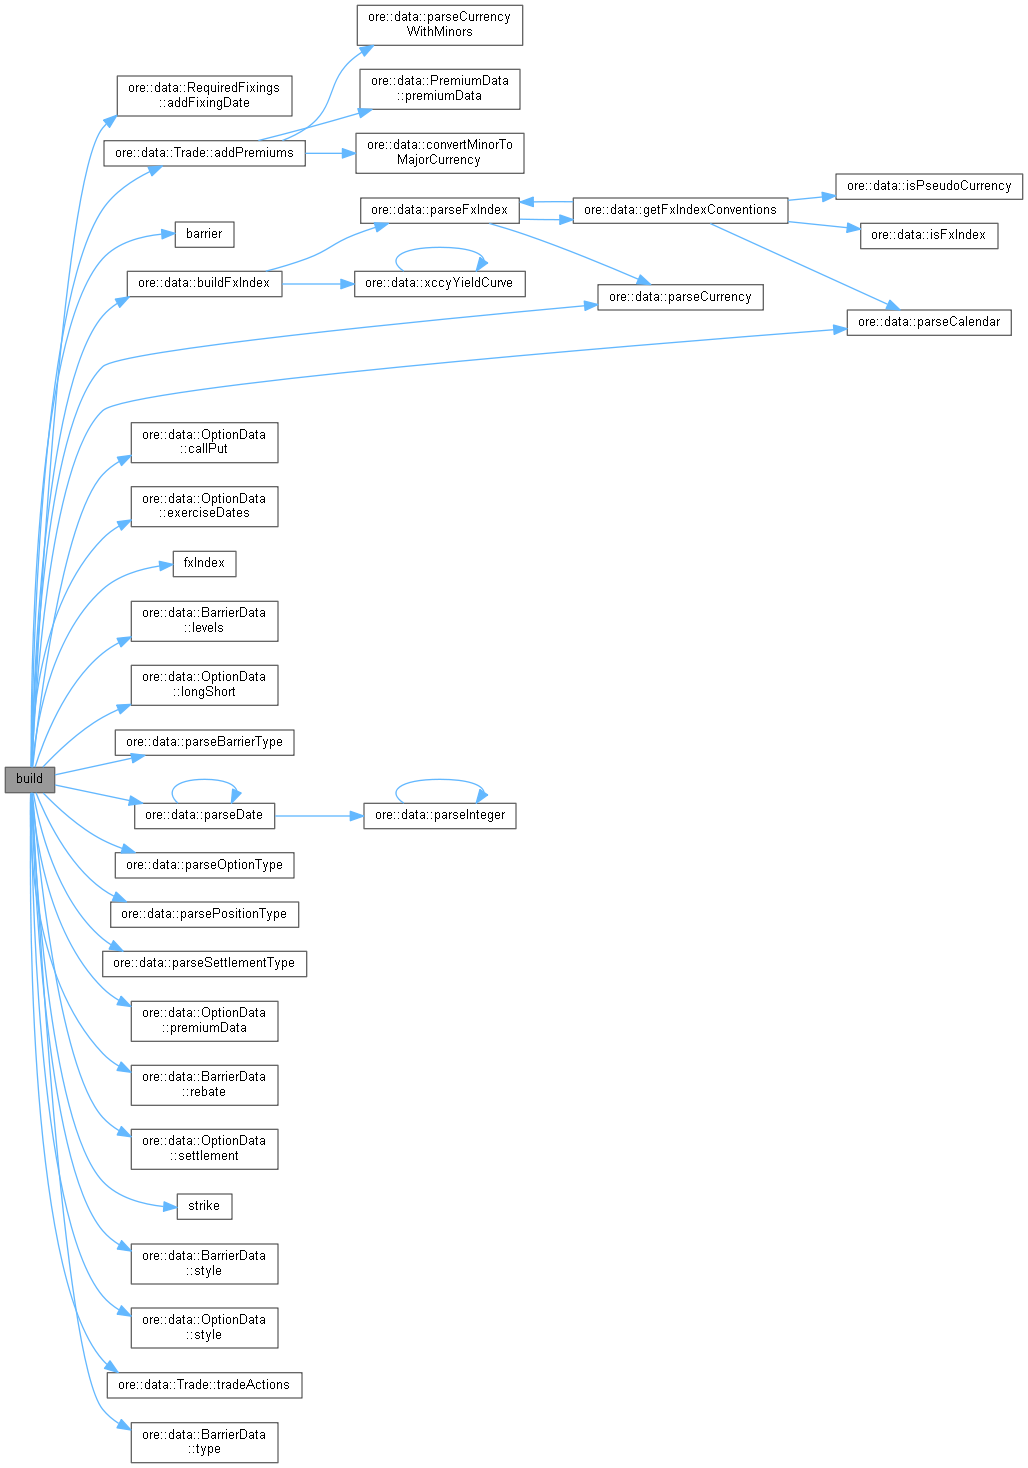 ore::data::parseCurrency
WithMinors
ore::data::RequiredFixings
::addFixingDate
ore::data::PremiumData
::premiumData
ore::data::Trade::addPremiums
ore::data::convertMinorTo
MajorCurrency
ore::data::isPseudoCurrency
ore::data::parseFxIndex
ore::data::getFxIndexConventions
barrier
ore::data::isFxIndex
ore::data::buildFxIndex
ore::data::xccyYieldCurve
ore::data::parseCurrency
ore::data::parseCalendar
ore::data::OptionData
::callPut
ore::data::OptionData
::exerciseDates
fxIndex
ore::data::BarrierData
::levels
ore::data::OptionData
::longShort
ore::data::parseBarrierType
build
ore::data::parseDate
ore::data::parseInteger
ore::data::parseOptionType
ore::data::parsePositionType
ore::data::parseSettlementType
ore::data::OptionData
::premiumData
ore::data::BarrierData
::rebate
ore::data::OptionData
::settlement
strike
ore::data::BarrierData
::style
ore::data::OptionData
::style
ore::data::Trade::tradeActions
ore::data::BarrierData
::type